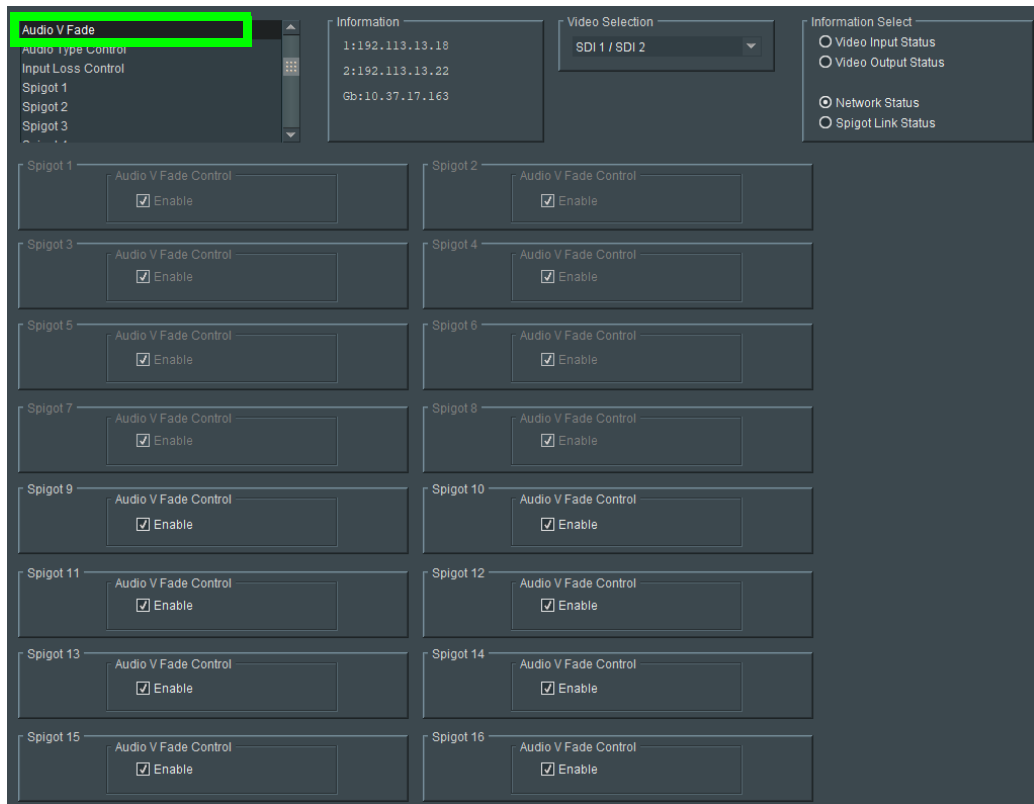 Audio V Fade
Audio Type Control
Input Loss Control
Spigot 1
Spigot 2
Spigot 3
Information
1:192.113.13.18
2:192.113.13.22
Gb:10.37.17.163
Video Selection
SDI 1 / SDI 2
Information Select
Video Input Status
Video Output Status
Network Status
Spigot Link Status
Spigot 1
Audio V Fade Control
Enable
Spigot 2
Audio V Fade Control
Enable
Spigot 3
Audio V Fade Control
Enable
Spigot 4
Audio V Fade Control
Enable
Spigot 5
Audio V Fade Control
Enable
Spigot 6
Audio V Fade Control
Enable
Spigot 7
Audio V Fade Control
Enable
Spigot 8
Audio V Fade Control
Enable
Spigot 9
Audio V Fade Control
Enable
Spigot 10
Audio V Fade Control
Enable
Spigot 11
Audio V Fade Control
Enable
Spigot 12
Audio V Fade Control
Enable
Spigot 13
Audio V Fade Control
Enable
Spigot 14
Audio V Fade Control
Enable
Spigot 15
Audio V Fade Control
Enable
Spigot 16
Audio V Fade Control
Enable